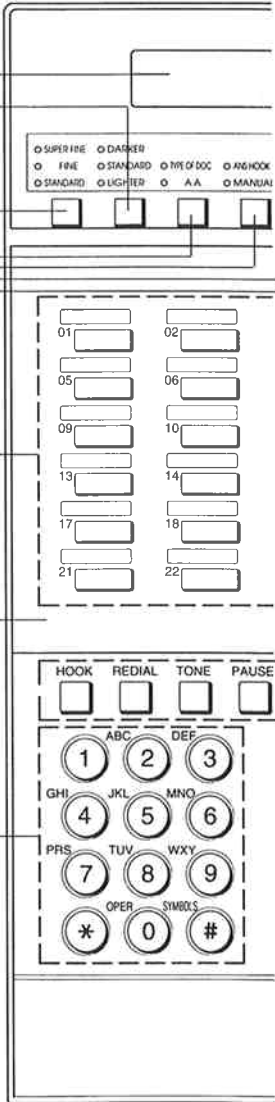 SUPER FINE DARKER
FINE STANDARD TYPE OF DOC ANS HOOK
STANDARD LIGHTER A A MANUAL
01 02
05 06
09 10
13 14
17 18
21 22
HOOK REDIAL TONE PAUSE
ABC DEF
1 2 3
GHI JKL MNO
4 5 6
PRS TUV WXY
7 8 9
OPER SYMBOLS
* 0 #